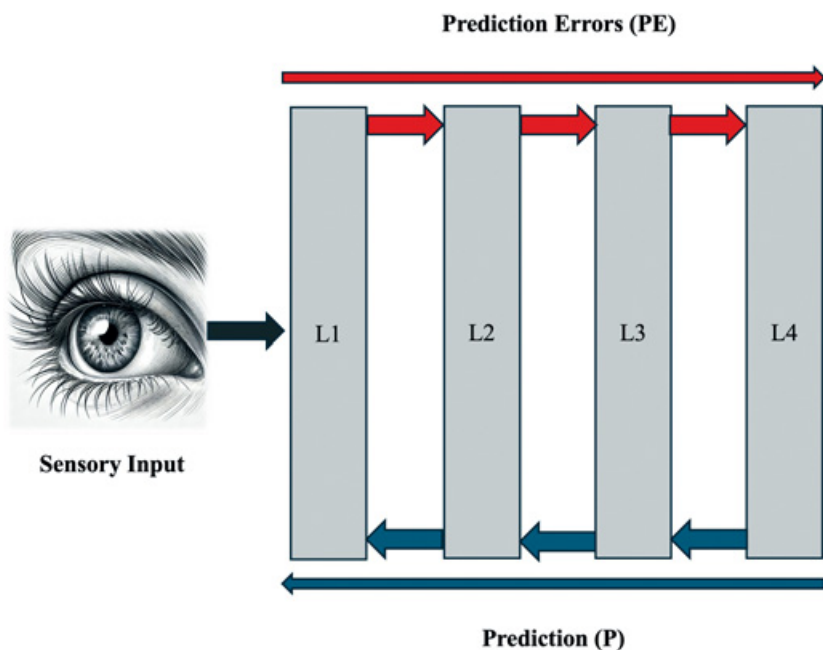 Prediction Errors (PE)
L1
L2
L3
L4
Sensory Input
Prediction (P)